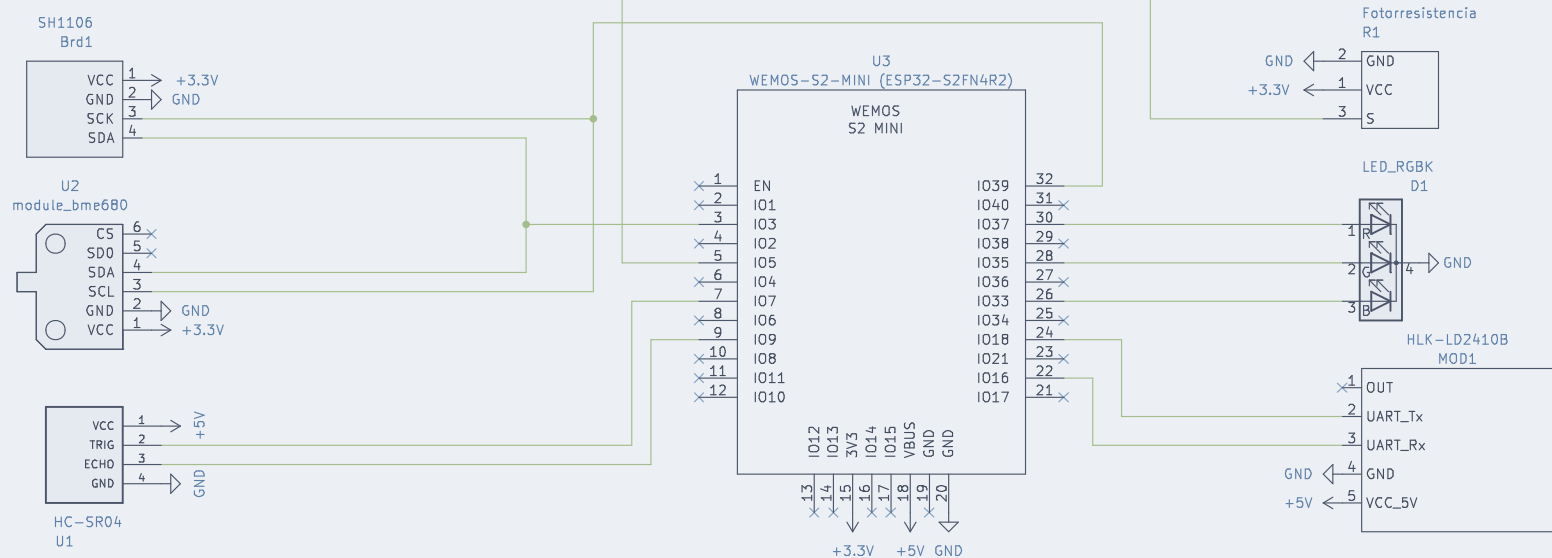 SH1106
Brd1
VCC 1 +3.3V
GND 2 GND
SCK 3
SDA 4
U2
module_bme680
CS 6
SDO 5
SDA 4
SCL 3
GND 2 GND
VCC 1 +3.3V
VCC 1 +5V
TRIG 2
ECHO 3
GND 4 GND
HC-SR04
U1
U3
WEMOS-S2-MINI (ESP32-S2FN4R2)
WEMOS
S2 MINI
1 EN
2 IO1
3 IO3
4 IO2
5 IO5
6 IO4
7 IO7
8 IO6
9 IO9
10 IO8
11 IO11
12 IO10
IO39 32
IO40 31
IO37 30
IO38 29
IO35 28
IO36 27
IO33 26
IO34 25
IO18 24
IO21 23
IO16 22
IO17 21
IO12 13
IO13 14
3V3 15 +3.3V
IO14 16
IO15 17
VBUS 18 +5V
GND 19
GND 20 GND
Fotorresistencia
R1
GND 2 GND
+3.3V 1 VCC
3 S
LED_RGBK
D1
1 R
2 G 4 GND
3 B
HLK-LD2410B
MOD1
1 OUT
2 UART_Tx
3 UART_Rx
GND 4 GND
+5V 5 VCC_5V